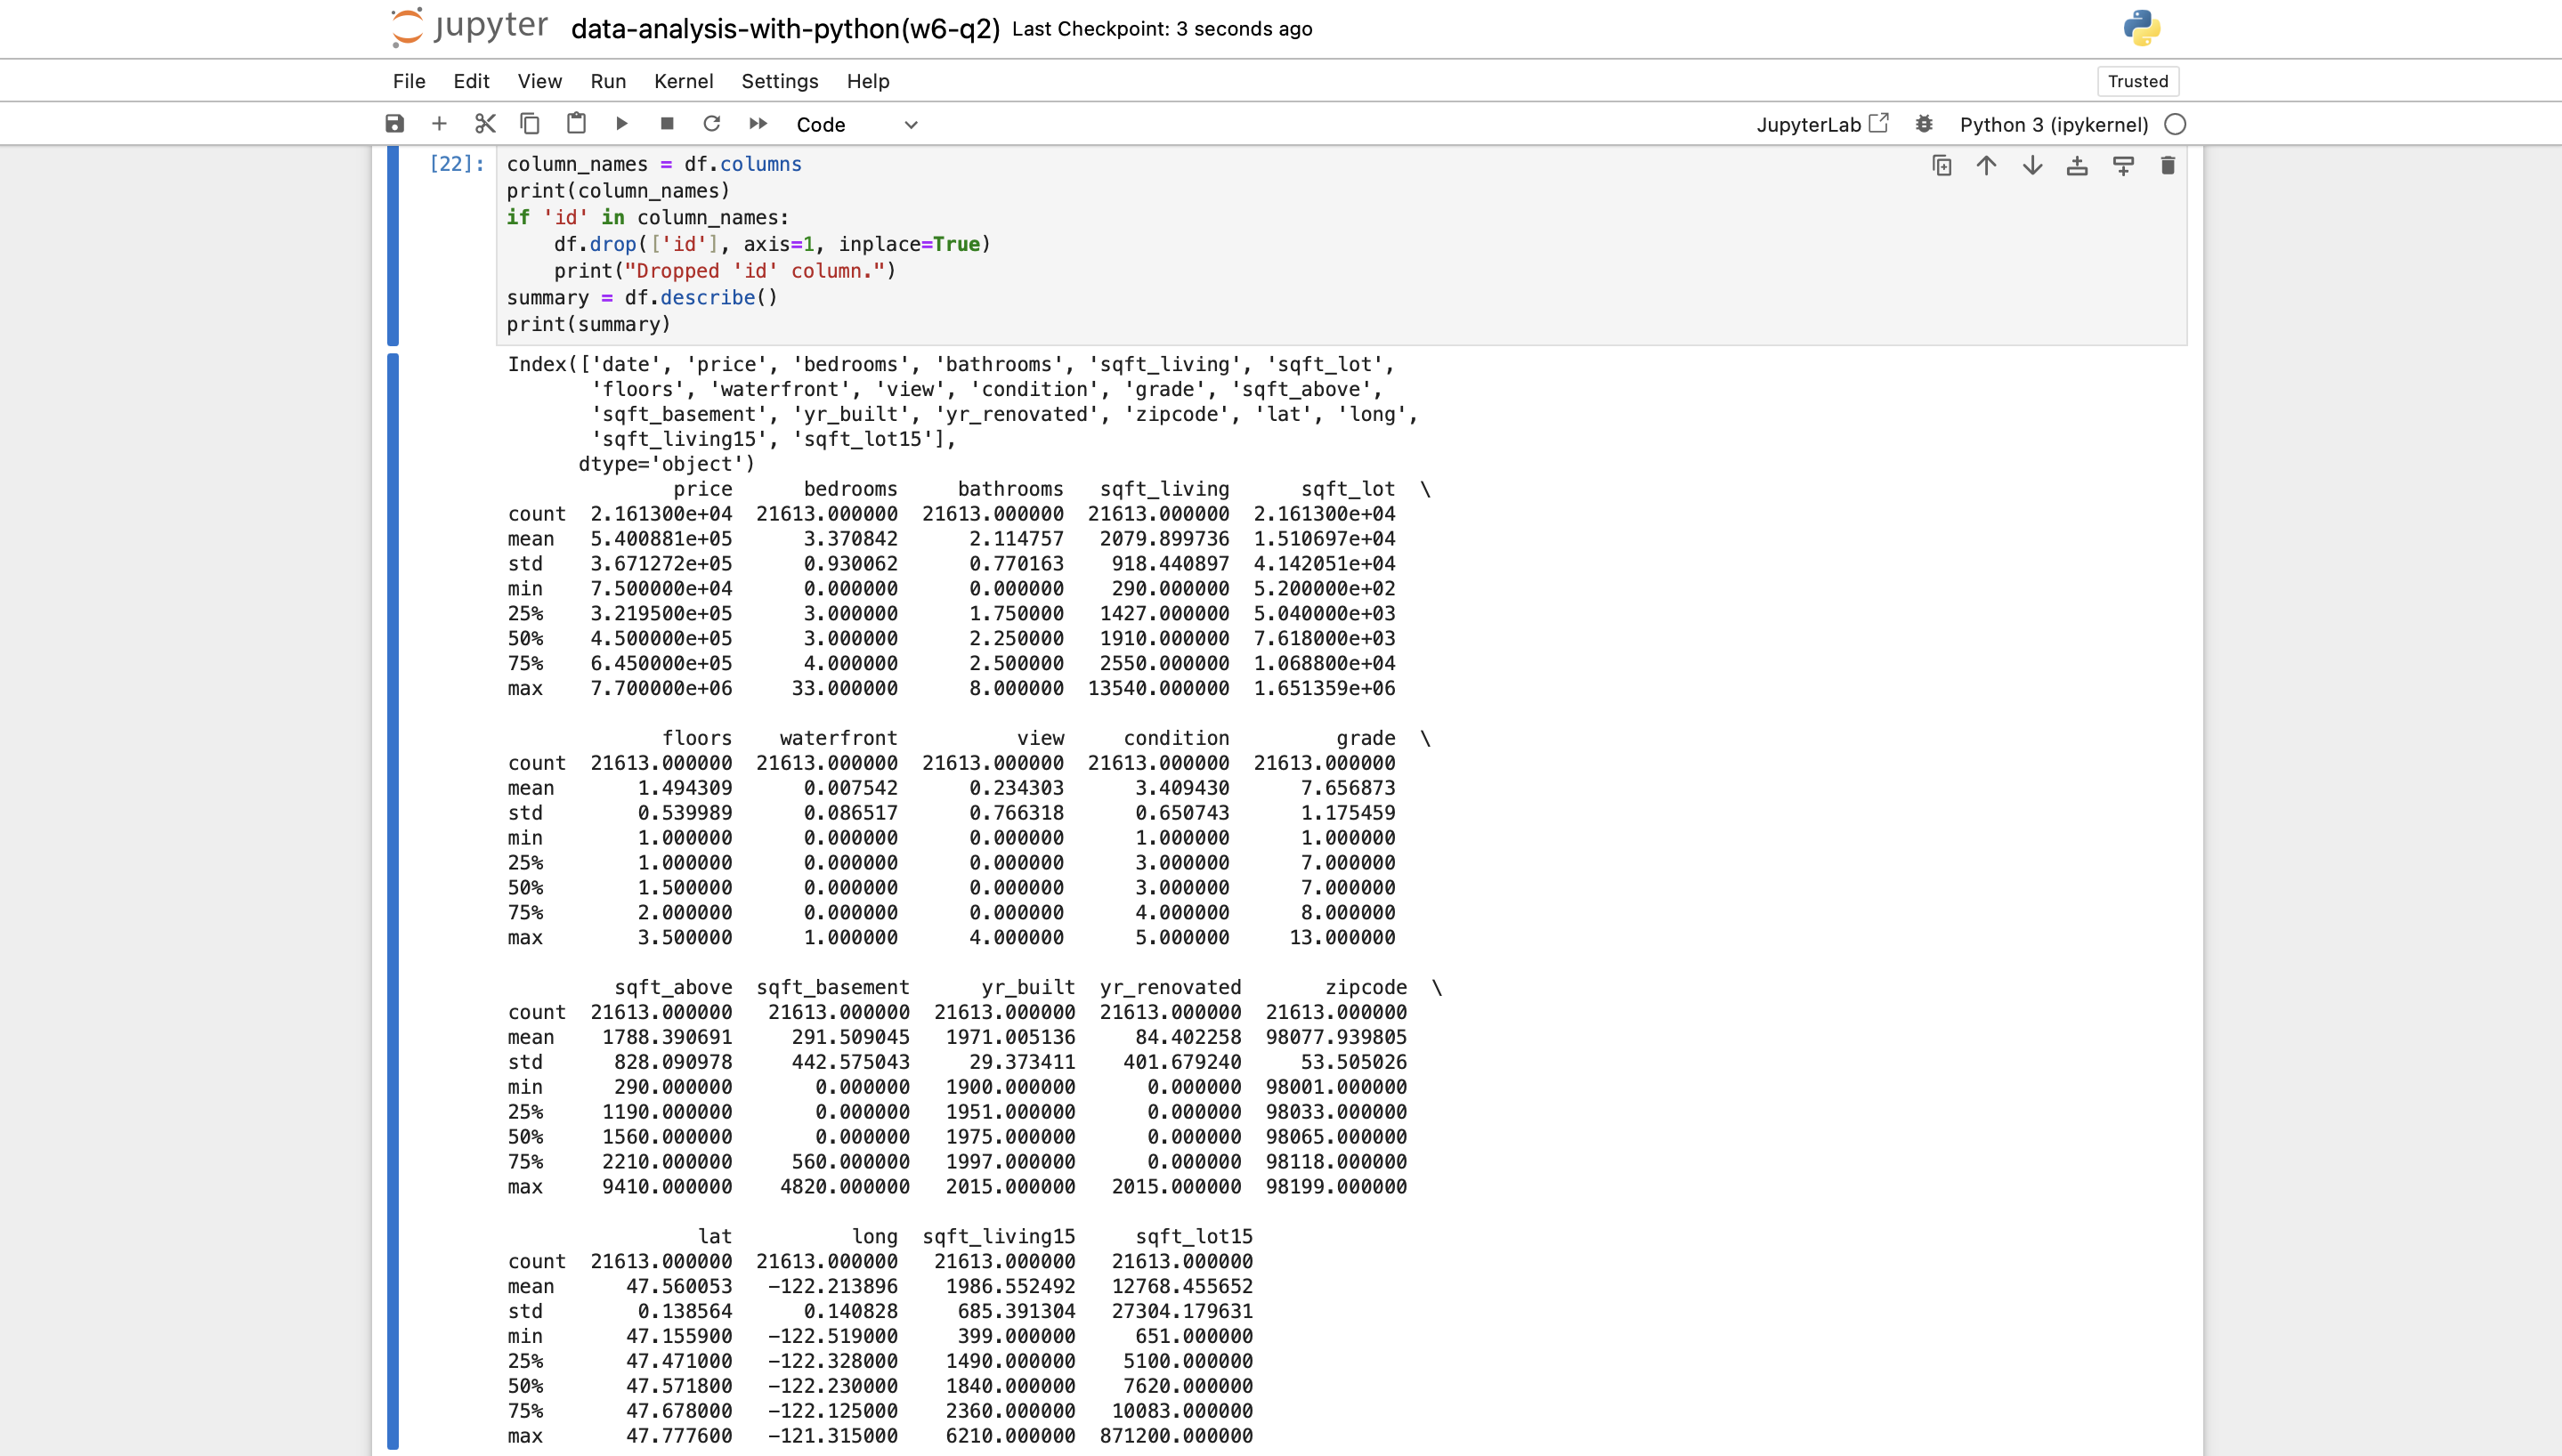 jupyter data-analysis-with-python(w6-q2) Last Checkpoint: 3 seconds ago
File Edit View Run Kernel Settings Help Trusted
Code JupyterLab Python 3 (ipykernel)
[22]: column_names = df.columns
print(column_names)
if 'id' in column_names:
    df.drop(['id'], axis=1, inplace=True)
    print("Dropped 'id' column.")
summary = df.describe()
print(summary)
Index(['date', 'price', 'bedrooms', 'bathrooms', 'sqft_living', 'sqft_lot',
       'floors', 'waterfront', 'view', 'condition', 'grade', 'sqft_above',
       'sqft_basement', 'yr_built', 'yr_renovated', 'zipcode', 'lat', 'long',
       'sqft_living15', 'sqft_lot15'],
      dtype='object')
              price      bedrooms     bathrooms   sqft_living      sqft_lot  \
count  2.161300e+04  21613.000000  21613.000000  21613.000000  2.161300e+04
mean   5.400881e+05      3.370842      2.114757   2079.899736  1.510697e+04
std    3.671272e+05      0.930062      0.770163    918.440897  4.142051e+04
min    7.500000e+04      0.000000      0.000000    290.000000  5.200000e+02
25%    3.219500e+05      3.000000      1.750000   1427.000000  5.040000e+03
50%    4.500000e+05      3.000000      2.250000   1910.000000  7.618000e+03
75%    6.450000e+05      4.000000      2.500000   2550.000000  1.068800e+04
max    7.700000e+06     33.000000      8.000000  13540.000000  1.651359e+06
             floors    waterfront          view     condition         grade  \
count  21613.000000  21613.000000  21613.000000  21613.000000  21613.000000
mean       1.494309      0.007542      0.234303      3.409430      7.656873
std        0.539989      0.086517      0.766318      0.650743      1.175459
min        1.000000      0.000000      0.000000      1.000000      1.000000
25%        1.000000      0.000000      0.000000      3.000000      7.000000
50%        1.500000      0.000000      0.000000      3.000000      7.000000
75%        2.000000      0.000000      0.000000      4.000000      8.000000
max        3.500000      1.000000      4.000000      5.000000     13.000000
         sqft_above  sqft_basement      yr_built  yr_renovated       zipcode  \
count  21613.000000   21613.000000  21613.000000  21613.000000  21613.000000
mean    1788.390691     291.509045   1971.005136     84.402258  98077.939805
std      828.090978     442.575043     29.373411    401.679240     53.505026
min      290.000000       0.000000   1900.000000      0.000000  98001.000000
25%     1190.000000       0.000000   1951.000000      0.000000  98033.000000
50%     1560.000000       0.000000   1975.000000      0.000000  98065.000000
75%     2210.000000     560.000000   1997.000000      0.000000  98118.000000
max     9410.000000    4820.000000   2015.000000   2015.000000  98199.000000
                lat          long  sqft_living15     sqft_lot15
count  21613.000000  21613.000000   21613.000000   21613.000000
mean      47.560053   -122.213896    1986.552492   12768.455652
std        0.138564      0.140828     685.391304   27304.179631
min       47.155900   -122.519000     399.000000     651.000000
25%       47.471000   -122.328000    1490.000000    5100.000000
50%       47.571800   -122.230000    1840.000000    7620.000000
75%       47.678000   -122.125000    2360.000000   10083.000000
max       47.777600   -121.315000    6210.000000  871200.000000